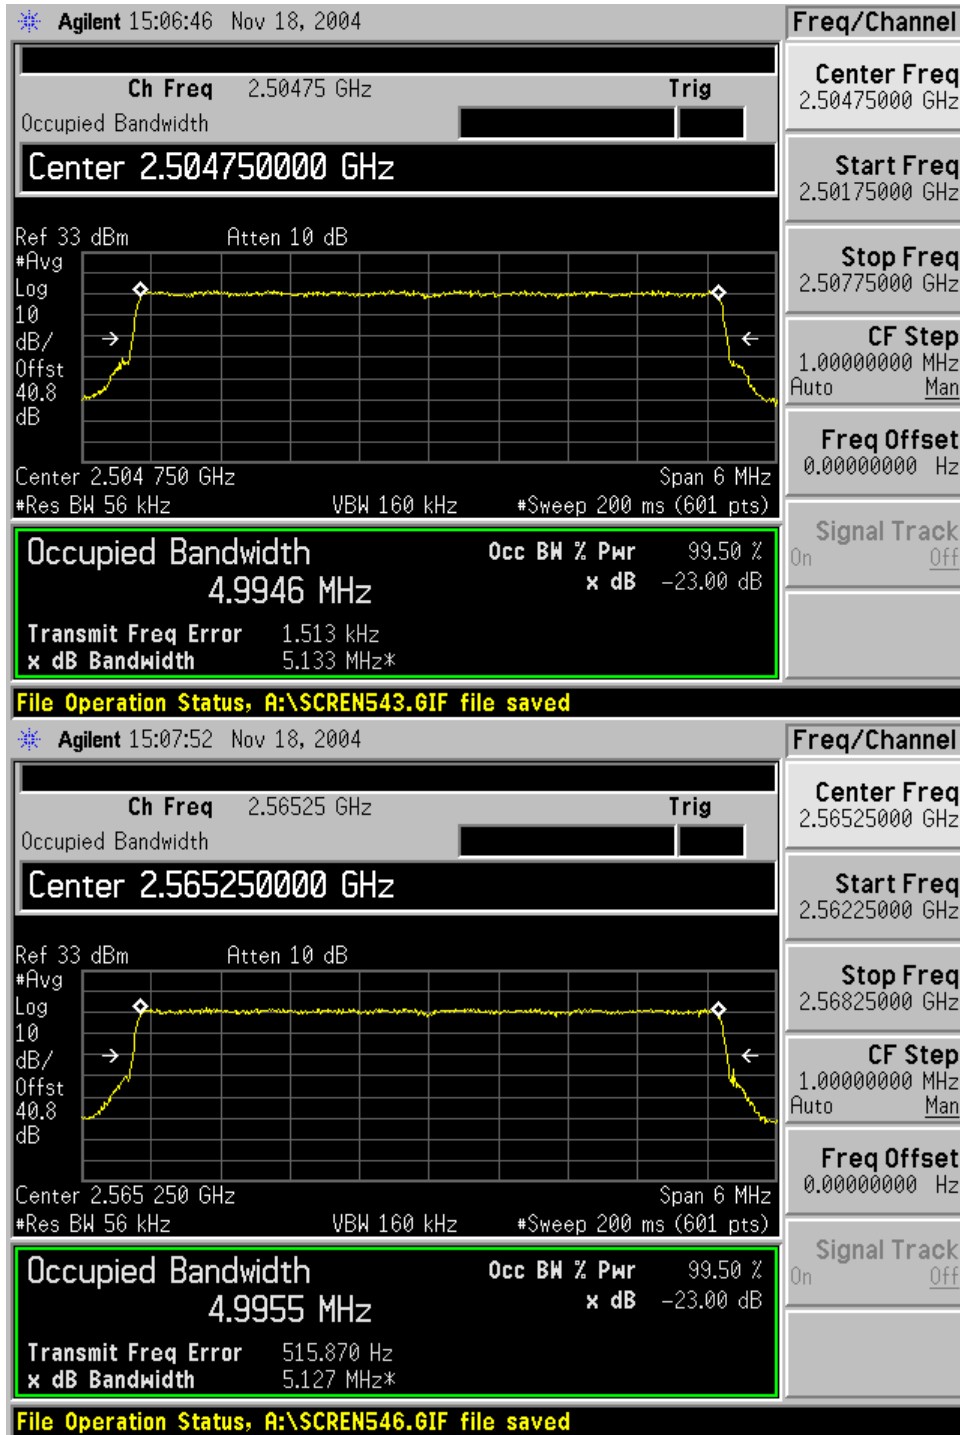 Agilent 15:06:46 Nov 18, 2004
Freq/Channel
Ch Freq 2.50475 GHz Trig
Occupied Bandwidth
Center 2.504750000 GHz
Ref 33 dBm Atten 10 dB
#Avg
Log
10
dB/
Offst
40.8
dB
Center 2.504 750 GHz Span 6 MHz
#Res BW 56 kHz VBW 160 kHz #Sweep 200 ms (601 pts)
Occupied Bandwidth Occ BW % Pwr 99.50 %
4.9946 MHz x dB -23.00 dB
Transmit Freq Error 1.513 kHz
x dB Bandwidth 5.133 MHz*
Center Freq
2.50475000 GHz
Start Freq
2.50175000 GHz
Stop Freq
2.50775000 GHz
CF Step
1.00000000 MHz
Auto Man
Freq Offset
0.00000000 Hz
Signal Track
On Off
File Operation Status, A:\SCREN543.GIF file saved
Agilent 15:07:52 Nov 18, 2004
Freq/Channel
Ch Freq 2.56525 GHz Trig
Occupied Bandwidth
Center 2.565250000 GHz
Ref 33 dBm Atten 10 dB
#Avg
Log
10
dB/
Offst
40.8
dB
Center 2.565 250 GHz Span 6 MHz
#Res BW 56 kHz VBW 160 kHz #Sweep 200 ms (601 pts)
Occupied Bandwidth Occ BW % Pwr 99.50 %
4.9955 MHz x dB -23.00 dB
Transmit Freq Error 515.870 Hz
x dB Bandwidth 5.127 MHz*
Center Freq
2.56525000 GHz
Start Freq
2.56225000 GHz
Stop Freq
2.56825000 GHz
CF Step
1.00000000 MHz
Auto Man
Freq Offset
0.00000000 Hz
Signal Track
On Off
File Operation Status, A:\SCREN546.GIF file saved